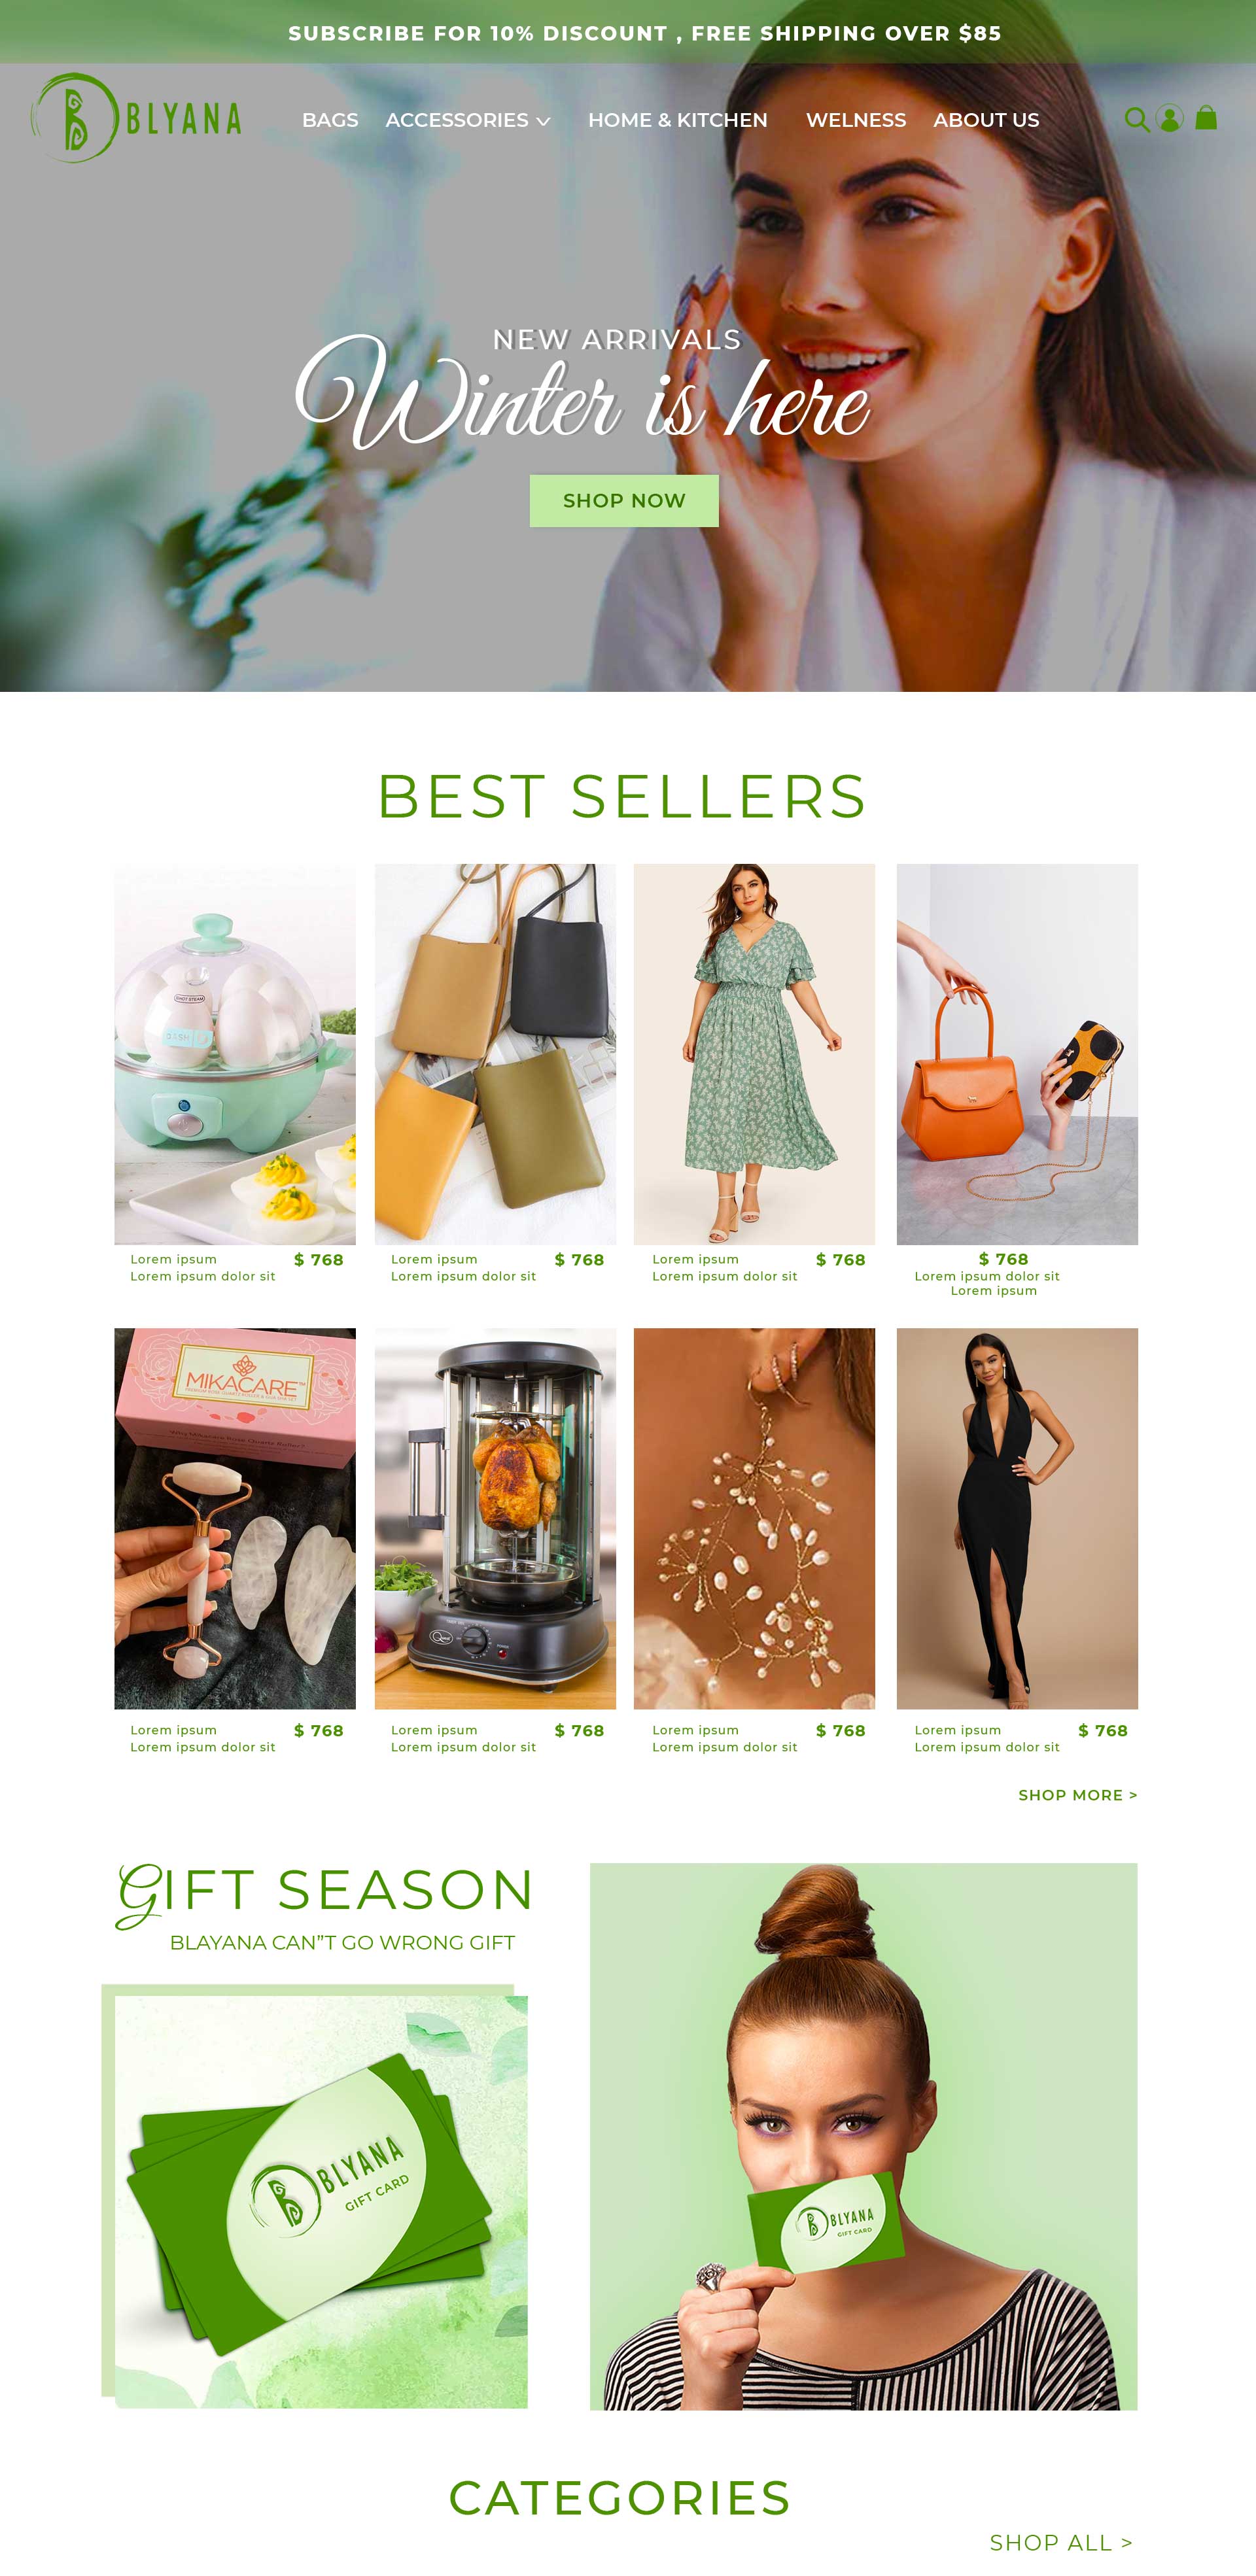 SUBSCRIBE FOR 10% DISCOUNT , FREE SHIPPING OVER $85
BLYANA
BAGS ACCESSORIES HOME & KITCHEN WELNESS ABOUT US
NEW ARRIVALS
Winter is here
SHOP NOW
BEST SELLERS
Lorem ipsum $ 768
Lorem ipsum dolor sit
Lorem ipsum $ 768
Lorem ipsum dolor sit
Lorem ipsum $ 768
Lorem ipsum dolor sit
$ 768
Lorem ipsum dolor sit
Lorem ipsum
MIKACARE™
Lorem ipsum $ 768
Lorem ipsum dolor sit
Lorem ipsum $ 768
Lorem ipsum dolor sit
Lorem ipsum $ 768
Lorem ipsum dolor sit
Lorem ipsum $ 768
Lorem ipsum dolor sit
SHOP MORE >
GIFT SEASON
BLAYANA CAN”T GO WRONG GIFT
BLYANA
GIFT CARD
BLYANA
GIFT CARD
CATEGORIES
SHOP ALL >